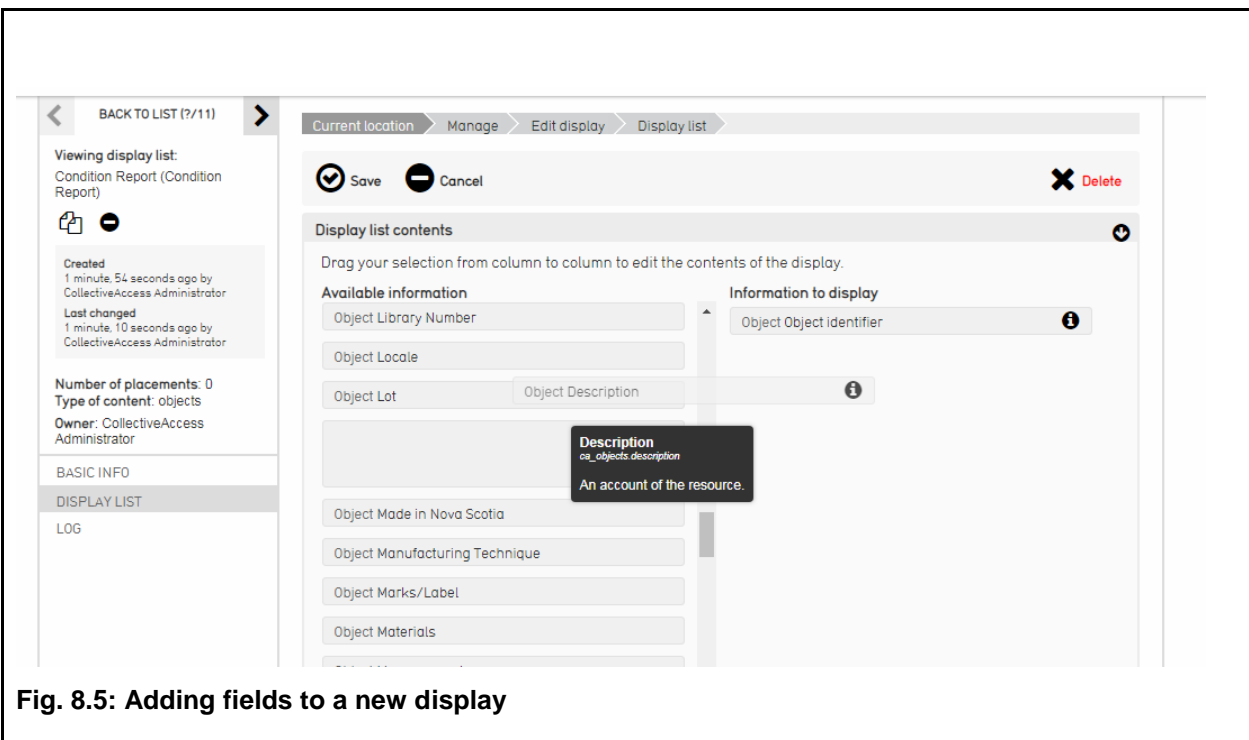 BACK TO LIST (?/11)
Viewing display list:
Condition Report (Condition
Report)
Created
1 minute, 54 seconds ago by
CollectiveAccess Administrator
Last changed
1 minute, 10 seconds ago by
CollectiveAccess Administrator
Number of placements: 0
Type of content: objects
Owner: CollectiveAccess
Administrator
BASIC INFO
DISPLAY LIST
LOG
Current location Manage Edit display Display list
Save Cancel Delete
Display list contents
Drag your selection from column to column to edit the contents of the display.
Available information
Object Library Number
Object Locale
Object Lot
Object Description
Description
ca_objects.description
An account of the resource.
Object Made in Nova Scotia
Object Manufacturing Technique
Object Marks/Label
Object Materials
Information to display
Object Object identifier
Fig. 8.5: Adding fields to a new display